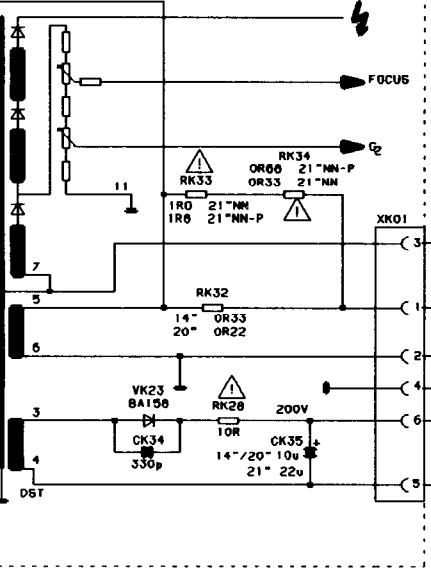 FOCUS
G2
11
RK33
RK34
0R66 21"NN-P
0R33 21"NN
1R0 21"NN
1R6 21"NN-P
XK01
3
7
5
RK32
1
14" 0R33
20" 0R22
6
2
VK23
BA158
4
RK28
200V
3
6
10R
CK34
330p
CK35
+
14"/20" 10u
21" 22u
4
5
DST